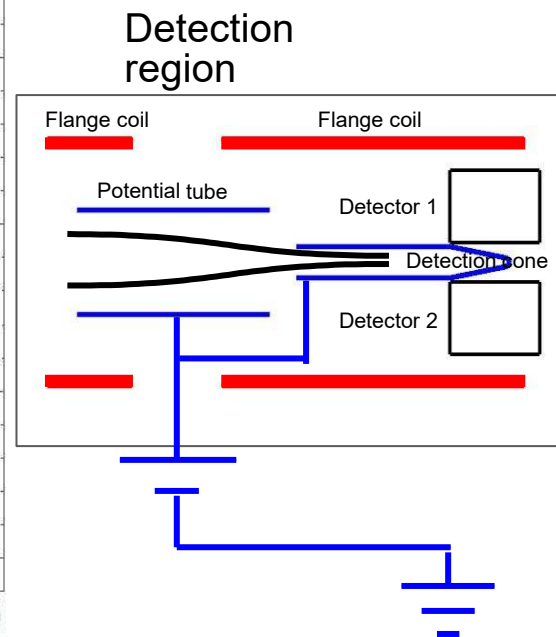 Detection
region
Flange coil
Flange coil
Potential tube
Detector 1
Detection cone
Detector 2